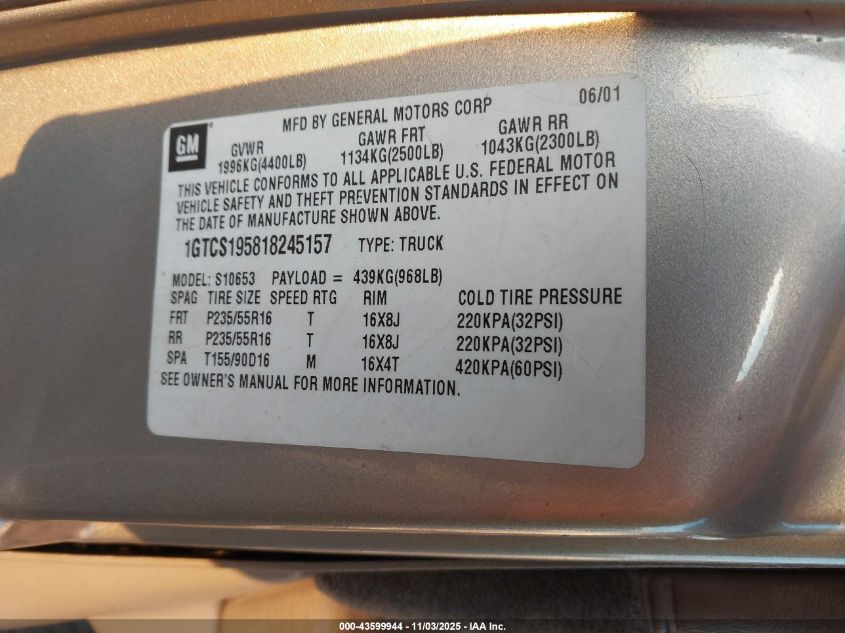 06/01
MFD BY GENERAL MOTORS CORP
GM
GVWR GAWR FRT GAWR RR
1996KG(4400LB) 1134KG(2500LB) 1043KG(2300LB)
THIS VEHICLE CONFORMS TO ALL APPLICABLE U.S. FEDERAL MOTOR
VEHICLE SAFETY AND THEFT PREVENTION STANDARDS IN EFFECT ON
THE DATE OF MANUFACTURE SHOWN ABOVE.
1GTCS195818245157 TYPE: TRUCK
MODEL: S10653 PAYLOAD = 439KG(968LB)
SPAG TIRE SIZE SPEED RTG RIM COLD TIRE PRESSURE
FRT P235/55R16 T 16X8J 220KPA(32PSI)
RR P235/55R16 T 16X8J 220KPA(32PSI)
SPA T155/90D16 M 16X4T 420KPA(60PSI)
SEE OWNER'S MANUAL FOR MORE INFORMATION.
000-43599944 - 11/03/2025 - IAA Inc.